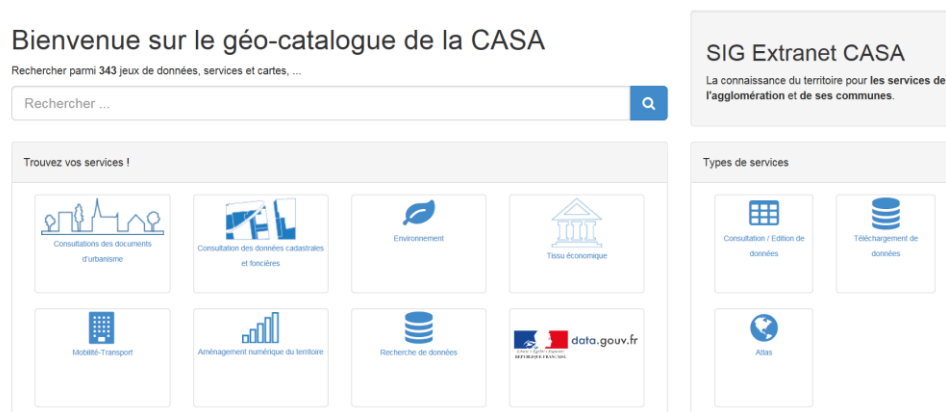 Bienvenue sur le géo-catalogue de la CASA
Rechercher parmi 343 jeux de données, services et cartes, ...
Rechercher ...
SIG Extranet CASA
La connaissance du territoire pour les services de
l'agglomération et de ses communes.
Trouvez vos services !
Consultations des documents
d'urbanisme
Consultation des données cadastrales
et foncières
Environnement
Tissu économique
Mobilité-Transport
Aménagement numérique du territoire
Recherche de données
data.gouv.fr
Liberté • Égalité • Fraternité
RÉPUBLIQUE FRANÇAISE
Types de services
Consultation / Edition de
données
Téléchargement de
données
Atlas